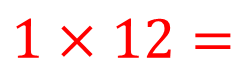 1 × 12 =